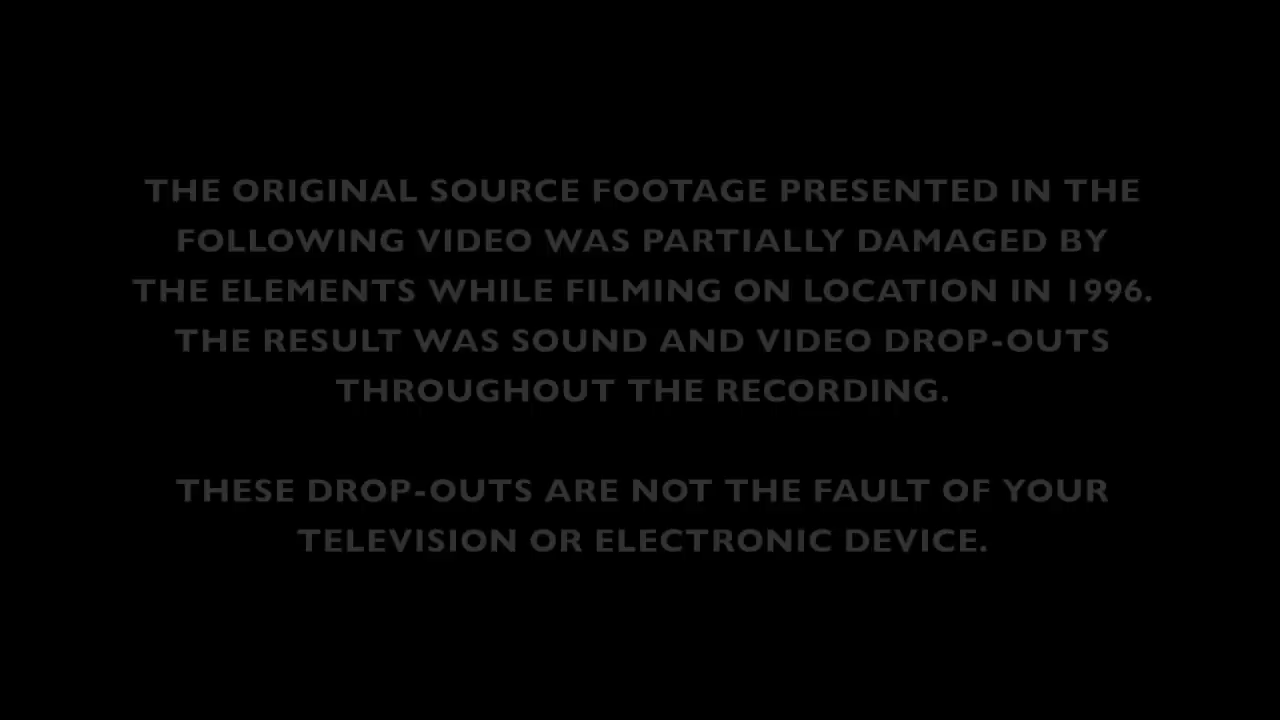 THE ORIGINAL SOURCE FOOTAGE PRESENTED IN THE
FOLLOWING VIDEO WAS PARTIALLY DAMAGED BY
THE ELEMENTS WHILE FILMING ON LOCATION IN 1996.
THE RESULT WAS SOUND AND VIDEO DROP-OUTS
THROUGHOUT THE RECORDING.
THESE DROP-OUTS ARE NOT THE FAULT OF YOUR
TELEVISION OR ELECTRONIC DEVICE.